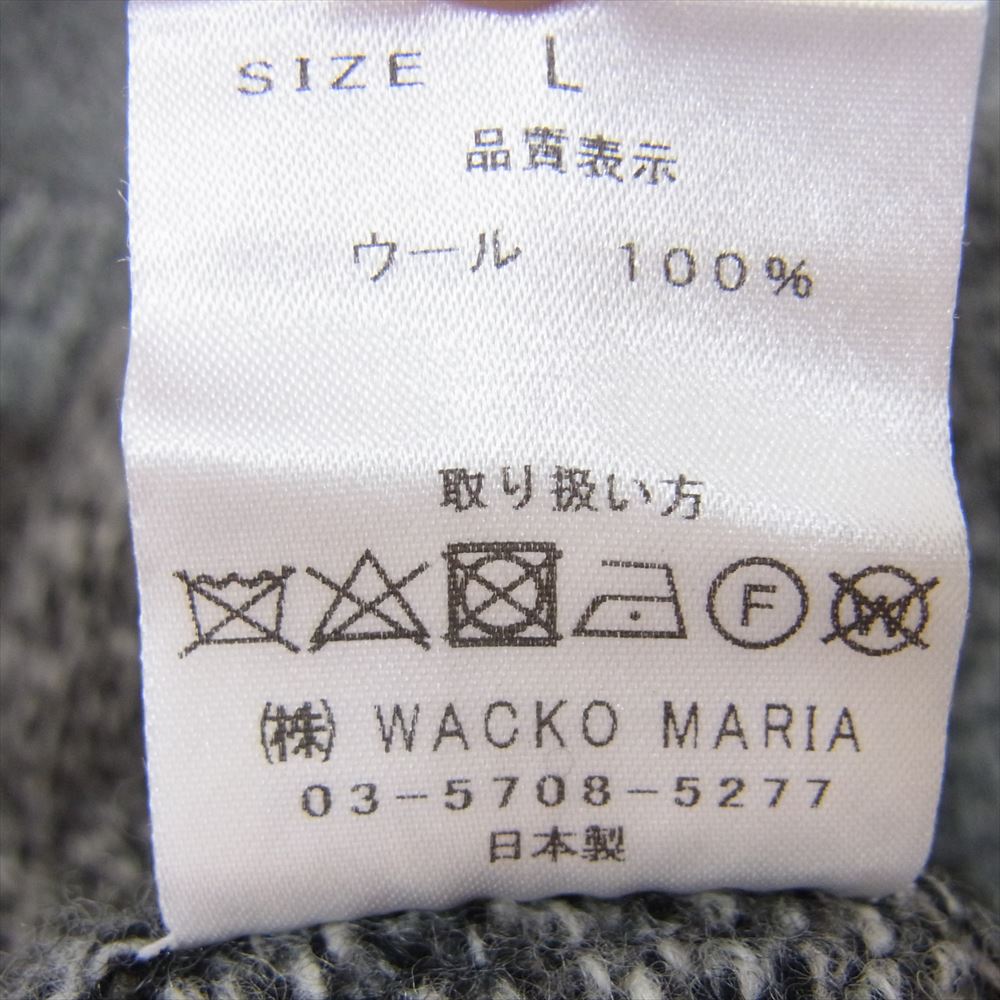 SIZE L
品質表示
ウール 100%
取り扱い方
F W
㈱ WACKO MARIA
03-5708-5277
日本製